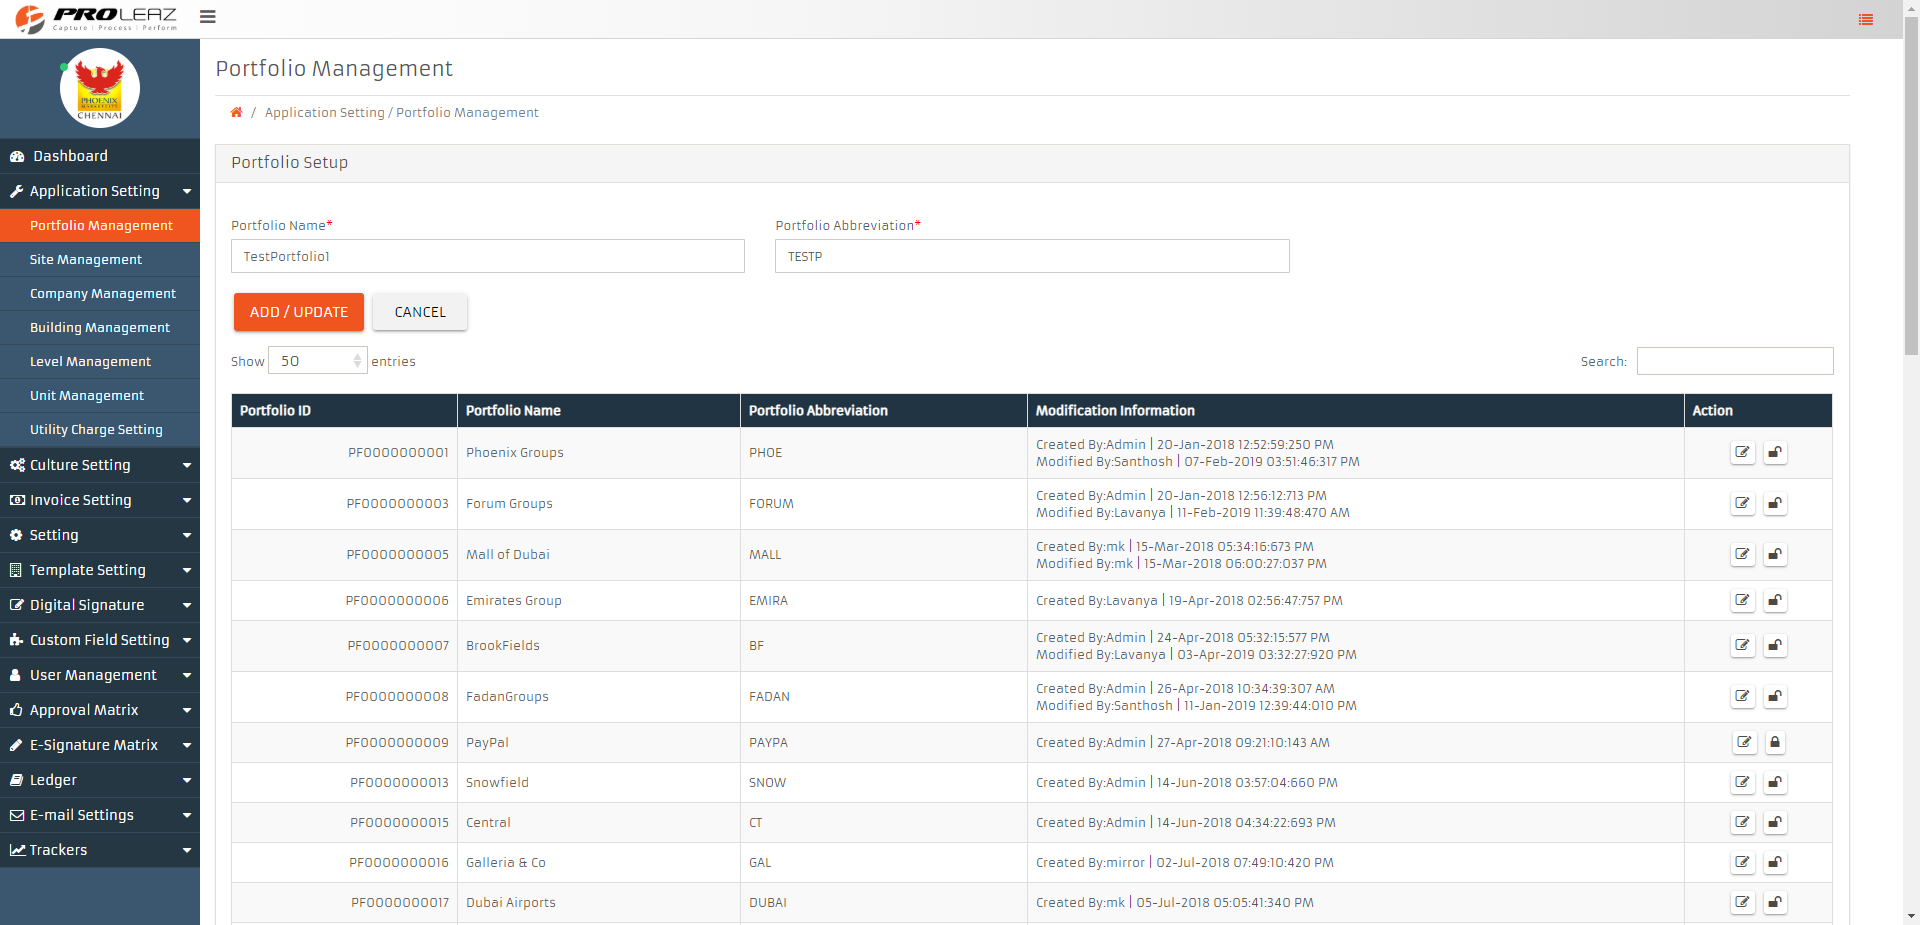 PROLEAZ
Capture | Process | Perform
PHOENIX
MARKETCITY
CHENNAI
Dashboard
Application Setting
Portfolio Management
Site Management
Company Management
Building Management
Level Management
Unit Management
Utility Charge Setting
Culture Setting
Invoice Setting
Setting
Template Setting
Digital Signature
Custom Field Setting
User Management
Approval Matrix
E-Signature Matrix
Ledger
E-mail Settings
Trackers
Portfolio Management
/ Application Setting / Portfolio Management
Portfolio Setup
Portfolio Name* Portfolio Abbreviation*
TestPortfolio1 TESTP
ADD / UPDATE CANCEL
Show 50 entries Search:
Portfolio ID Portfolio Name Portfolio Abbreviation Modification Information Action
PF0000000001 Phoenix Groups PHOE Created By:Admin | 20-Jan-2018 12:52:59:250 PM
Modified By:Santhosh | 07-Feb-2019 03:51:46:317 PM
PF0000000003 Forum Groups FORUM Created By:Admin | 20-Jan-2018 12:56:12:713 PM
Modified By:Lavanya | 11-Feb-2019 11:39:48:470 AM
PF0000000005 Mall of Dubai MALL Created By:mk | 15-Mar-2018 05:34:16:673 PM
Modified By:mk | 15-Mar-2018 06:00:27:037 PM
PF0000000006 Emirates Group EMIRA Created By:Lavanya | 19-Apr-2018 02:56:47:757 PM
PF0000000007 BrookFields BF Created By:Admin | 24-Apr-2018 05:32:15:577 PM
Modified By:Lavanya | 03-Apr-2019 03:32:27:920 PM
PF0000000008 FadanGroups FADAN Created By:Admin | 26-Apr-2018 10:34:39:307 AM
Modified By:Santhosh | 11-Jan-2019 12:39:44:010 PM
PF0000000009 PayPal PAYPA Created By:Admin | 27-Apr-2018 09:21:10:143 AM
PF0000000013 Snowfield SNOW Created By:Admin | 14-Jun-2018 03:57:04:660 PM
PF0000000015 Central CT Created By:Admin | 14-Jun-2018 04:34:22:693 PM
PF0000000016 Galleria & Co GAL Created By:mirror | 02-Jul-2018 07:49:10:420 PM
PF0000000017 Dubai Airports DUBAI Created By:mk | 05-Jul-2018 05:05:41:340 PM